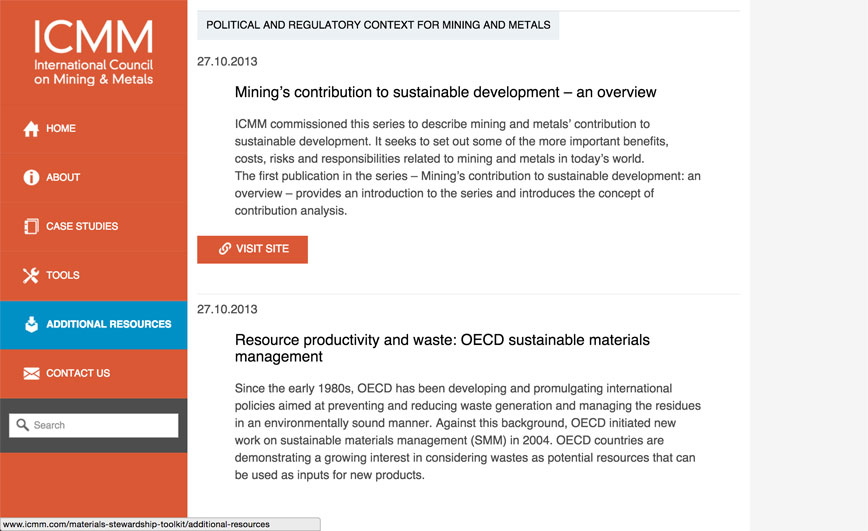 ICMM
International Council
on Mining & Metals
HOME
ABOUT
CASE STUDIES
TOOLS
ADDITIONAL RESOURCES
CONTACT US
Search
POLITICAL AND REGULATORY CONTEXT FOR MINING AND METALS
27.10.2013
Mining’s contribution to sustainable development – an overview
ICMM commissioned this series to describe mining and metals’ contribution to
sustainable development. It seeks to set out some of the more important benefits,
costs, risks and responsibilities related to mining and metals in today’s world.
The first publication in the series – Mining’s contribution to sustainable development: an
overview – provides an introduction to the series and introduces the concept of
contribution analysis.
VISIT SITE
27.10.2013
Resource productivity and waste: OECD sustainable materials
management
Since the early 1980s, OECD has been developing and promulgating international
policies aimed at preventing and reducing waste generation and managing the residues
in an environmentally sound manner. Against this background, OECD initiated new
work on sustainable materials management (SMM) in 2004. OECD countries are
demonstrating a growing interest in considering wastes as potential resources that can
be used as inputs for new products.
www.icmm.com/materials-stewardship-toolkit/additional-resources